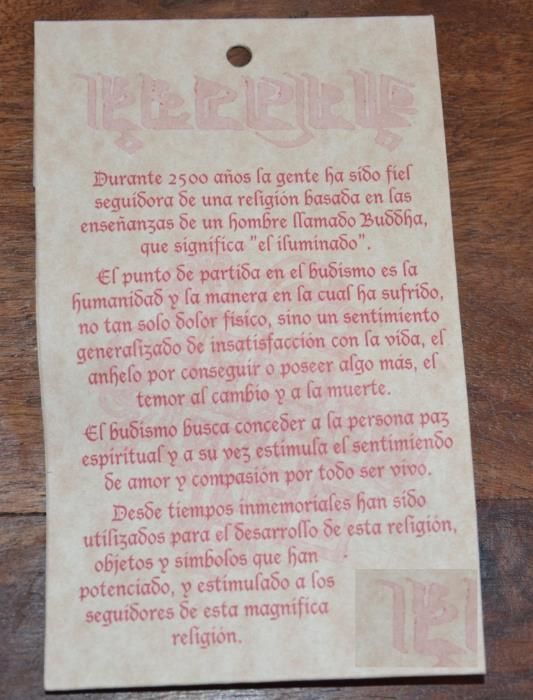 Durante 2500 años la gente ha sido fiel
seguidora de una religión basada en las
enseñanzas de un hombre llamado Buddha,
que significa "el iluminado".
El punto de partida en el budismo es la
humanidad y la manera en la cual ha sufrido,
no tan solo dolor físico, sino un sentimiento
generalizado de insatisfacción con la vida, el
anhelo por conseguir o poseer algo más, el
temor al cambio y a la muerte.
El budismo busca conceder a la persona paz
espiritual y a su vez estimula el sentimiendo
de amor y compasión por todo ser vivo.
Desde tiempos inmemoriales han sido
utilizados para el desarrollo de esta religión,
objetos y simbolos que han
potenciado, y estimulado a los
seguidores de esta magnifica
religión.